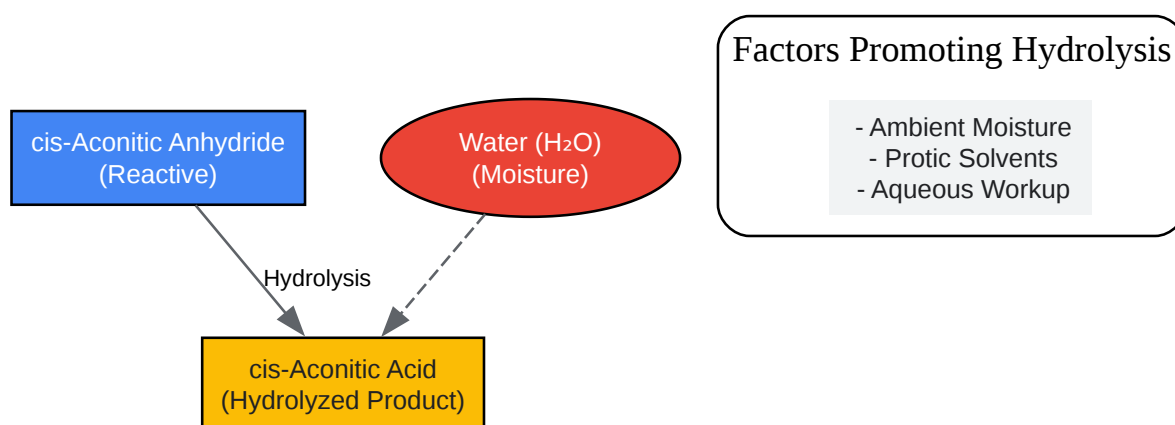 Factors Promoting Hydrolysis
cis-Aconitic Anhydride
(Reactive)
Water (H₂O)
(Moisture)
- Ambient Moisture
- Protic Solvents
- Aqueous Workup
Hydrolysis
cis-Aconitic Acid
(Hydrolyzed Product)